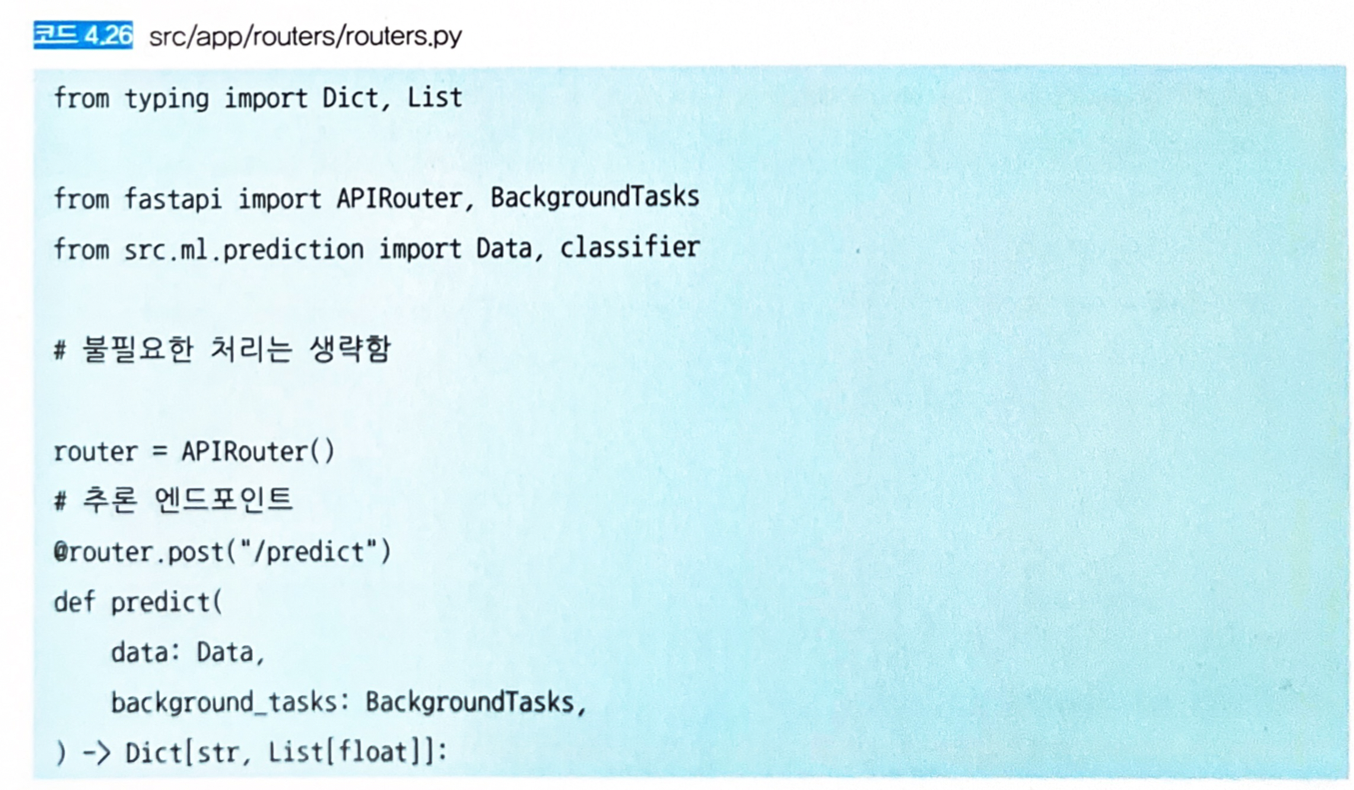 코드 4.26 src/app/routers/routers.py
from typing import Dict, List
from fastapi import APIRouter, BackgroundTasks
from src.ml.prediction import Data, classifier
# 불필요한 처리는 생략함
router = APIRouter()
# 추론 엔드포인트
@router.post("/predict")
def predict(
    data: Data,
    background_tasks: BackgroundTasks,
) -> Dict[str, List[float]]: